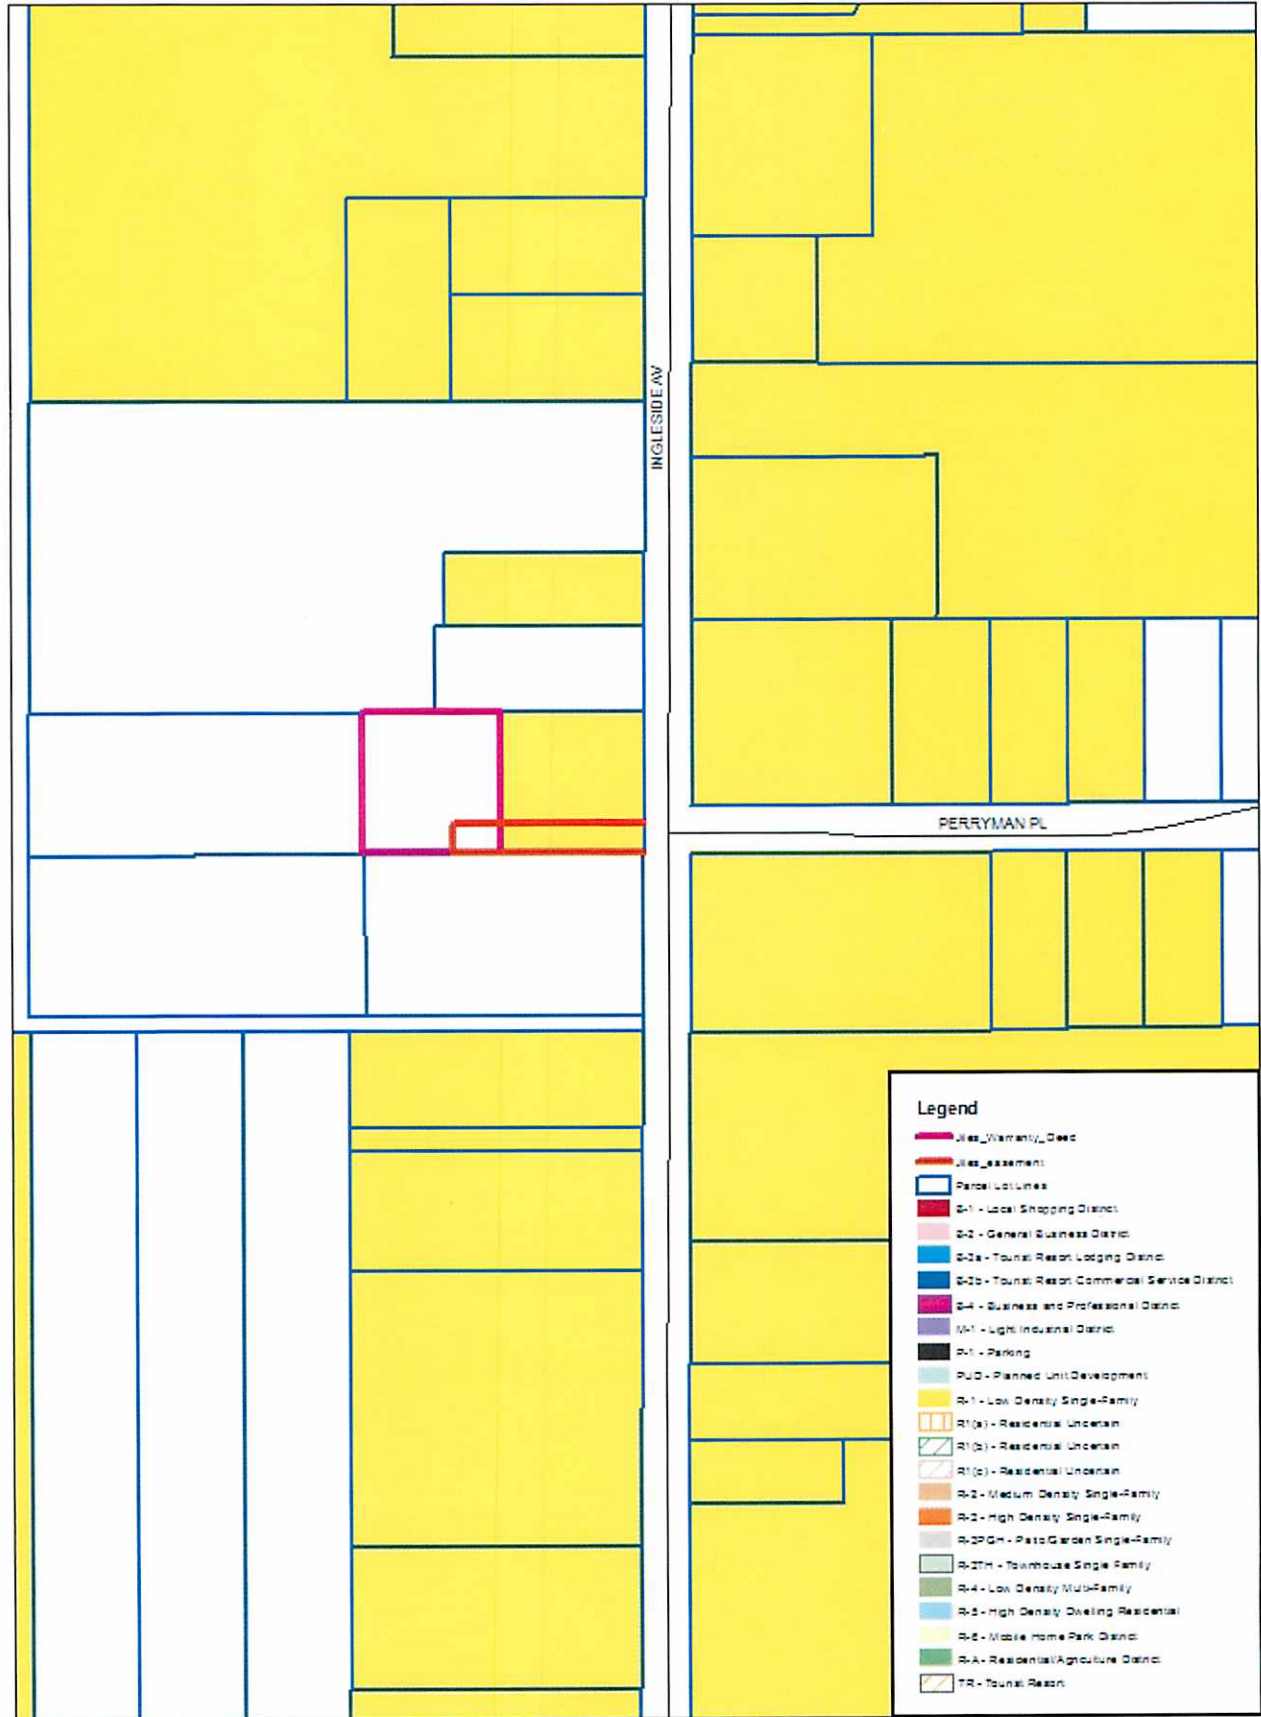 INGLESIDE AV
PERRYMAN PL
Legend
Jiles_Warranty_Deed
Jiles_easement
Parcel Lot Lines
B-1 - Local Shopping District
B-2 - General Business District
B-3a - Tourist Resort Lodging District
B-3b - Tourist Resort Commercial Service District
B-4 - Business and Professional District
M-1 - Light Industrial District
P-1 - Parking
PUD - Planned Unit Development
R-1 - Low Density Single-Family
R1(a) - Residential Uncertain
R1(b) - Residential Uncertain
R1(c) - Residential Uncertain
R-2 - Medium Density Single-Family
R-3 - High Density Single-Family
Patio/Garden Single-Family
Townhouse Single Family
R-4 - Low Density Multi-Family
R-5 - High Density Dwelling Residential
R-6 - Mobile Home Park District
R-A - Residential/Agriculture District
TR - Tourist Resort